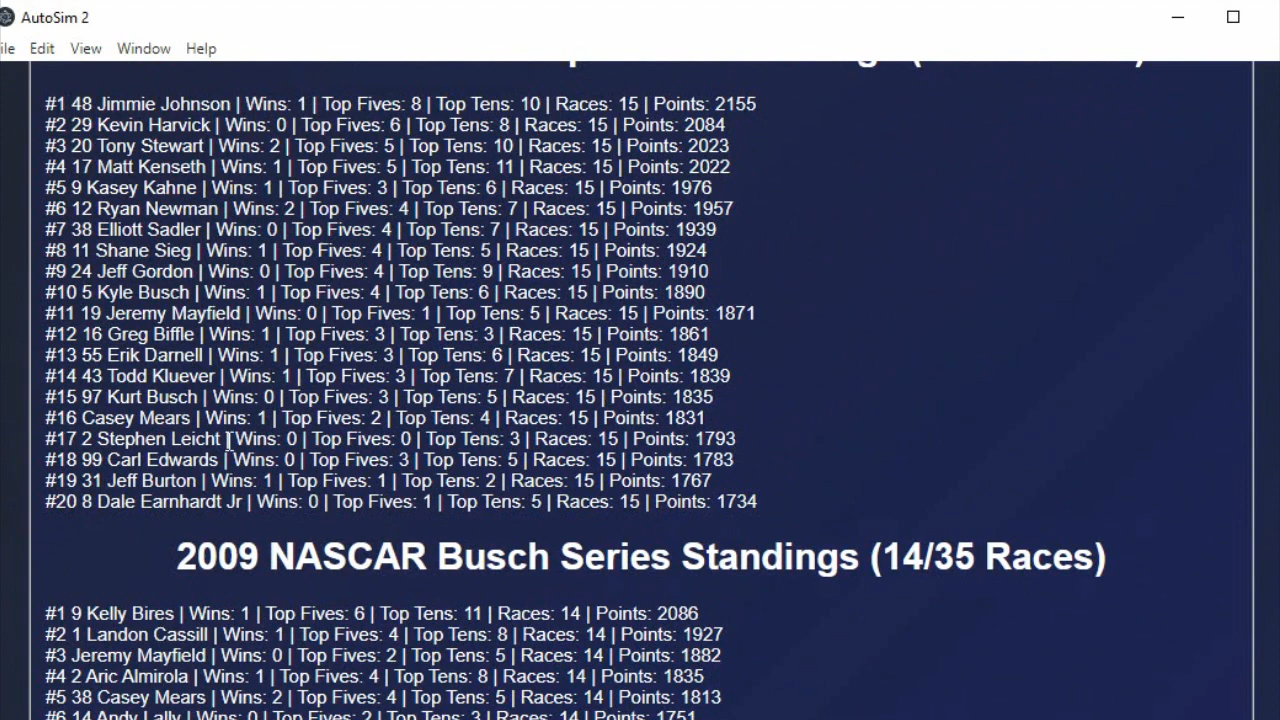 AutoSim 2
ile Edit View Window Help
#1 48 Jimmie Johnson | Wins: 1 | Top Fives: 8 | Top Tens: 10 | Races: 15 | Points: 2155
#2 29 Kevin Harvick | Wins: 0 | Top Fives: 6 | Top Tens: 8 | Races: 15 | Points: 2084
#3 20 Tony Stewart | Wins: 2 | Top Fives: 5 | Top Tens: 10 | Races: 15 | Points: 2023
#4 17 Matt Kenseth | Wins: 1 | Top Fives: 5 | Top Tens: 11 | Races: 15 | Points: 2022
#5 9 Kasey Kahne | Wins: 1 | Top Fives: 3 | Top Tens: 6 | Races: 15 | Points: 1976
#6 12 Ryan Newman | Wins: 2 | Top Fives: 4 | Top Tens: 7 | Races: 15 | Points: 1957
#7 38 Elliott Sadler | Wins: 0 | Top Fives: 4 | Top Tens: 7 | Races: 15 | Points: 1939
#8 11 Shane Sieg | Wins: 1 | Top Fives: 4 | Top Tens: 5 | Races: 15 | Points: 1924
#9 24 Jeff Gordon | Wins: 0 | Top Fives: 4 | Top Tens: 9 | Races: 15 | Points: 1910
#10 5 Kyle Busch | Wins: 1 | Top Fives: 4 | Top Tens: 6 | Races: 15 | Points: 1890
#11 19 Jeremy Mayfield | Wins: 0 | Top Fives: 1 | Top Tens: 5 | Races: 15 | Points: 1871
#12 16 Greg Biffle | Wins: 1 | Top Fives: 3 | Top Tens: 3 | Races: 15 | Points: 1861
#13 55 Erik Darnell | Wins: 1 | Top Fives: 3 | Top Tens: 6 | Races: 15 | Points: 1849
#14 43 Todd Kluever | Wins: 1 | Top Fives: 3 | Top Tens: 7 | Races: 15 | Points: 1839
#15 97 Kurt Busch | Wins: 0 | Top Fives: 3 | Top Tens: 5 | Races: 15 | Points: 1835
#16 Casey Mears | Wins: 1 | Top Fives: 2 | Top Tens: 4 | Races: 15 | Points: 1831
#17 2 Stephen Leicht | Wins: 0 | Top Fives: 0 | Top Tens: 3 | Races: 15 | Points: 1793
#18 99 Carl Edwards | Wins: 0 | Top Fives: 3 | Top Tens: 5 | Races: 15 | Points: 1783
#19 31 Jeff Burton | Wins: 1 | Top Fives: 1 | Top Tens: 2 | Races: 15 | Points: 1767
#20 8 Dale Earnhardt Jr | Wins: 0 | Top Fives: 1 | Top Tens: 5 | Races: 15 | Points: 1734
2009 NASCAR Busch Series Standings (14/35 Races)
#1 9 Kelly Bires | Wins: 1 | Top Fives: 6 | Top Tens: 11 | Races: 14 | Points: 2086
#2 1 Landon Cassill | Wins: 1 | Top Fives: 4 | Top Tens: 8 | Races: 14 | Points: 1927
#3 Jeremy Mayfield | Wins: 0 | Top Fives: 2 | Top Tens: 5 | Races: 14 | Points: 1882
#4 2 Aric Almirola | Wins: 1 | Top Fives: 4 | Top Tens: 8 | Races: 14 | Points: 1835
#5 38 Casey Mears | Wins: 2 | Top Fives: 4 | Top Tens: 5 | Races: 14 | Points: 1813
#6 14 Andy Lally | Wins: 0 | Top Fives: 2 | Top Tens: 3 | Races: 14 | Points: 1751